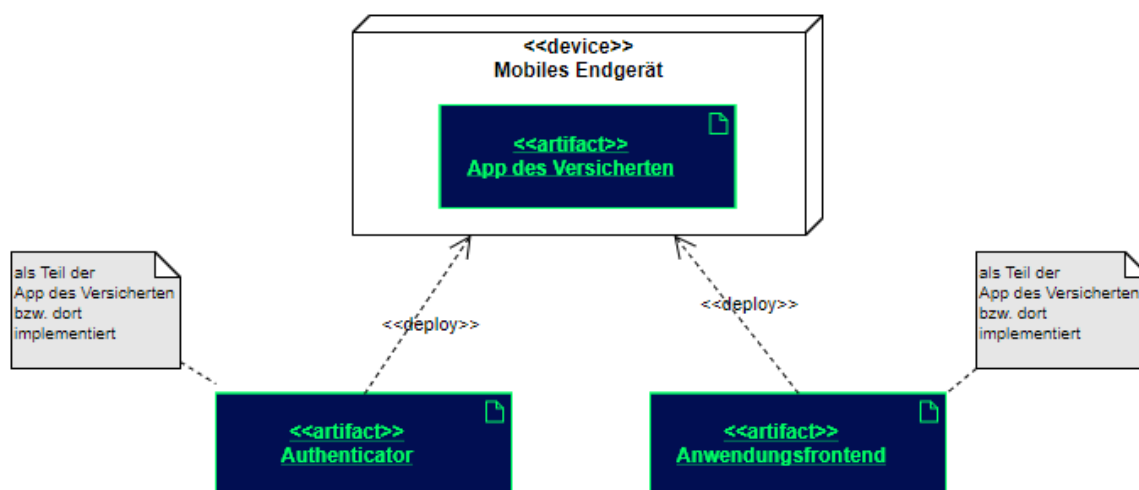 <<device>>
Mobiles Endgerät
<<artifact>>
App des Versicherten
als Teil der
App des Versicherten
bzw. dort
implementiert
<<deploy>>
<<deploy>>
als Teil der
App des Versicherten
bzw. dort
implementiert
<<artifact>>
Authenticator
<<artifact>>
Anwendungsfrontend